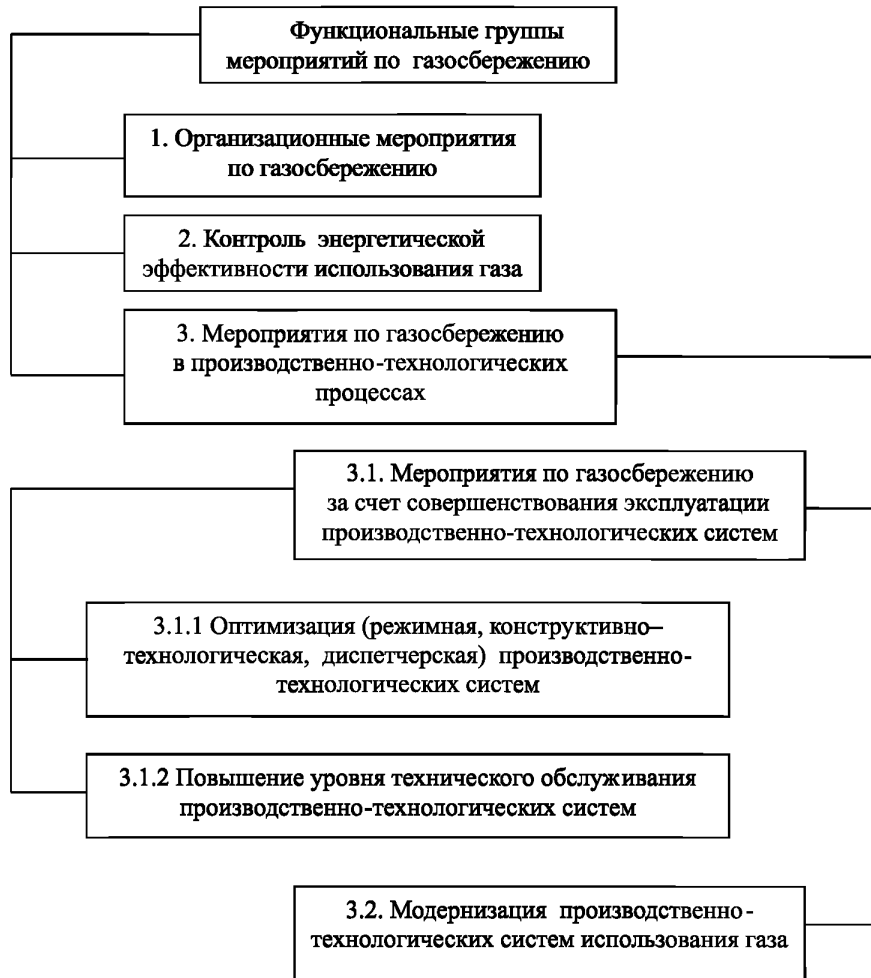 Функциональные группы
мероприятий по газосбережению
1. Организационные мероприятия
по газосбережению
2. Контроль энергетической
эффективности использования газа
3. Мероприятия по газосбережению
в производственно-технологических
процессах
3.1. Мероприятия по газосбережению
за счет совершенствования эксплуатации
производственно-технологических систем
3.1.1 Оптимизация (режимная, конструктивно–
технологическая, диспетчерская) производственно-
технологических систем
3.1.2 Повышение уровня технического обслуживания
производственно-технологических систем
3.2. Модернизация производственно-
технологических систем использования газа